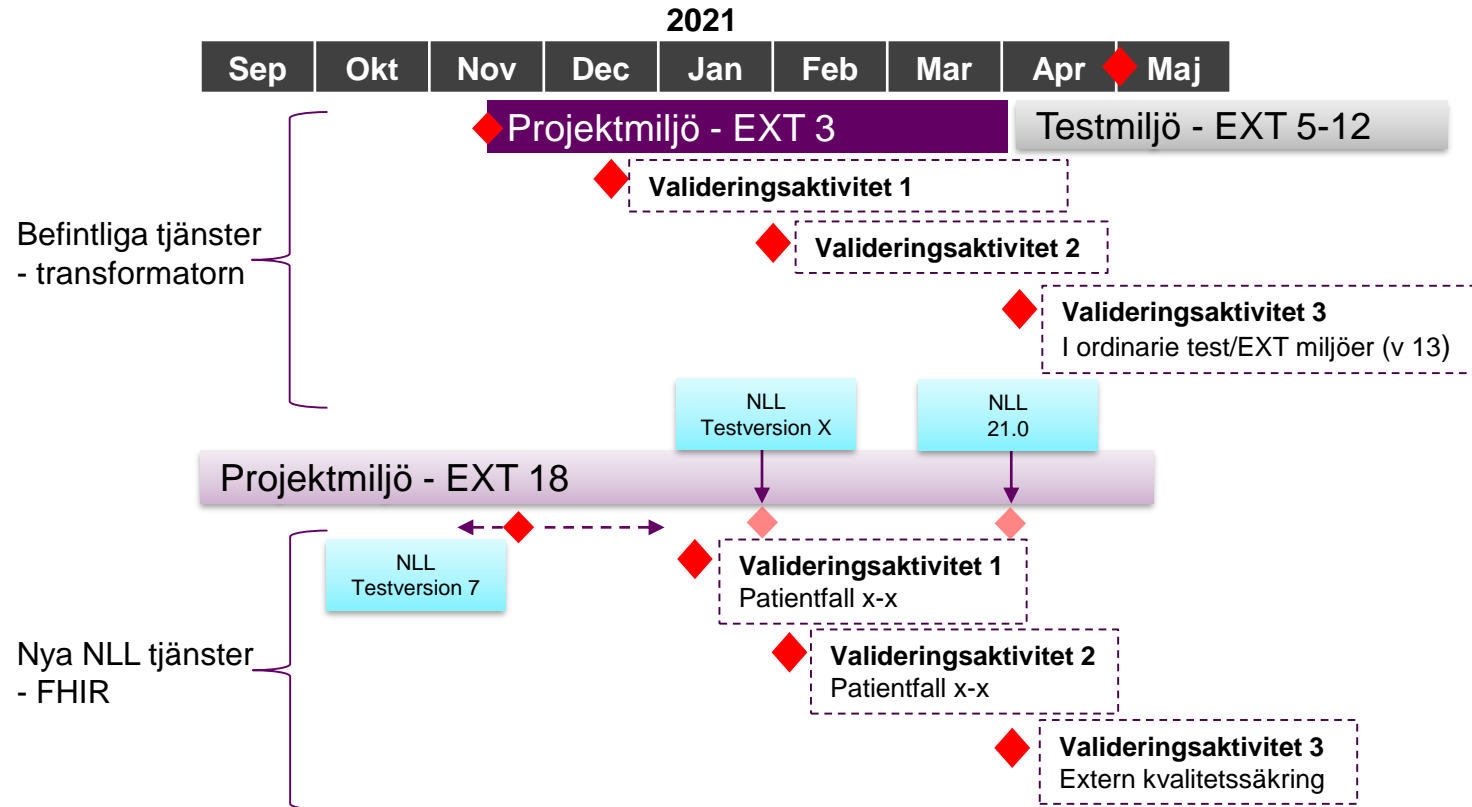 2021
Sep Okt Nov Dec Jan Feb Mar Apr Maj
Projektmiljö - EXT 3
Testmiljö - EXT 5-12
Valideringsaktivitet 1
Valideringsaktivitet 2
Befintliga tjänster
- transformatorn
Valideringsaktivitet 3
I ordinarie test/EXT miljöer (v 13)
NLL
Testversion X
NLL
21.0
Projektmiljö - EXT 18
NLL
Testversion 7
Valideringsaktivitet 1
Patientfall x-x
Nya NLL tjänster
- FHIR
Valideringsaktivitet 2
Patientfall x-x
Valideringsaktivitet 3
Extern kvalitetssäkring